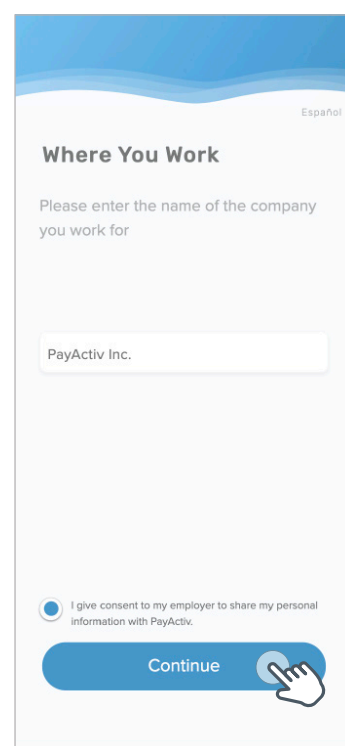 Español
Where You Work
Please enter the name of the company
you work for
PayActiv Inc.
I give consent to my employer to share my personal
information with PayActiv.
Continue